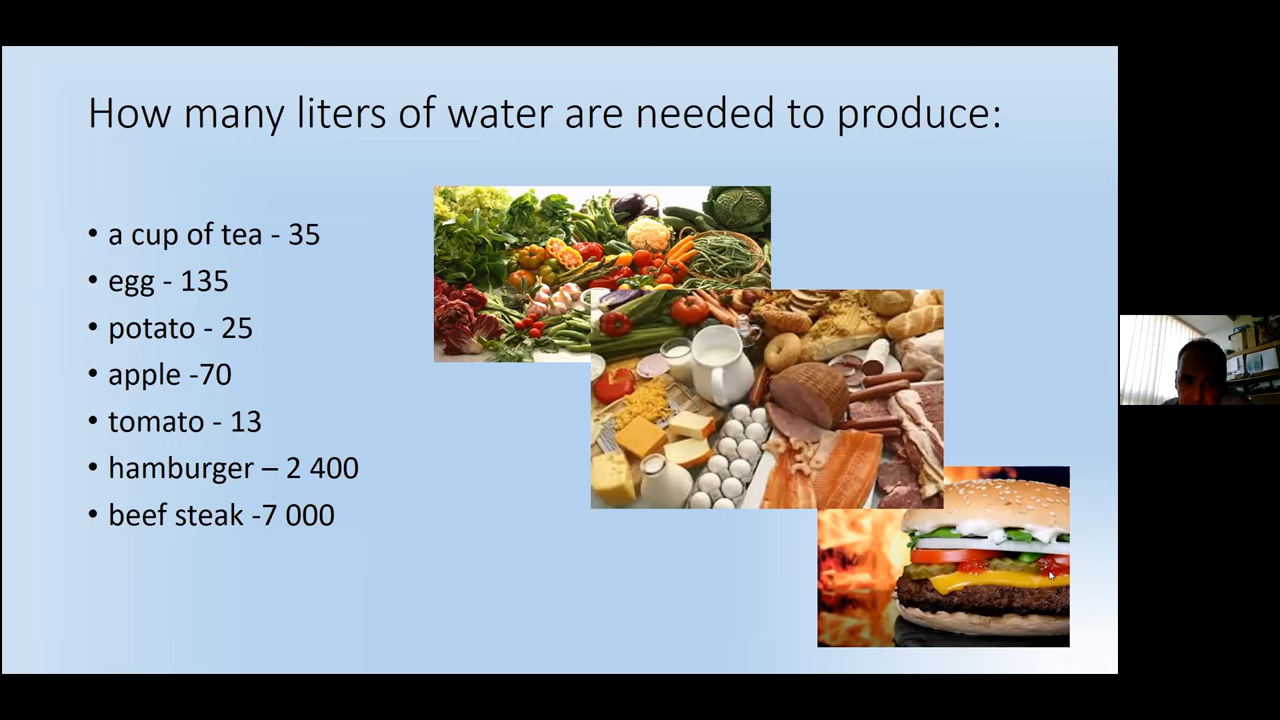 How many liters of water are needed to produce:
• a cup of tea - 35
• egg - 135
• potato - 25
• apple -70
• tomato - 13
• hamburger – 2 400
• beef steak -7 000